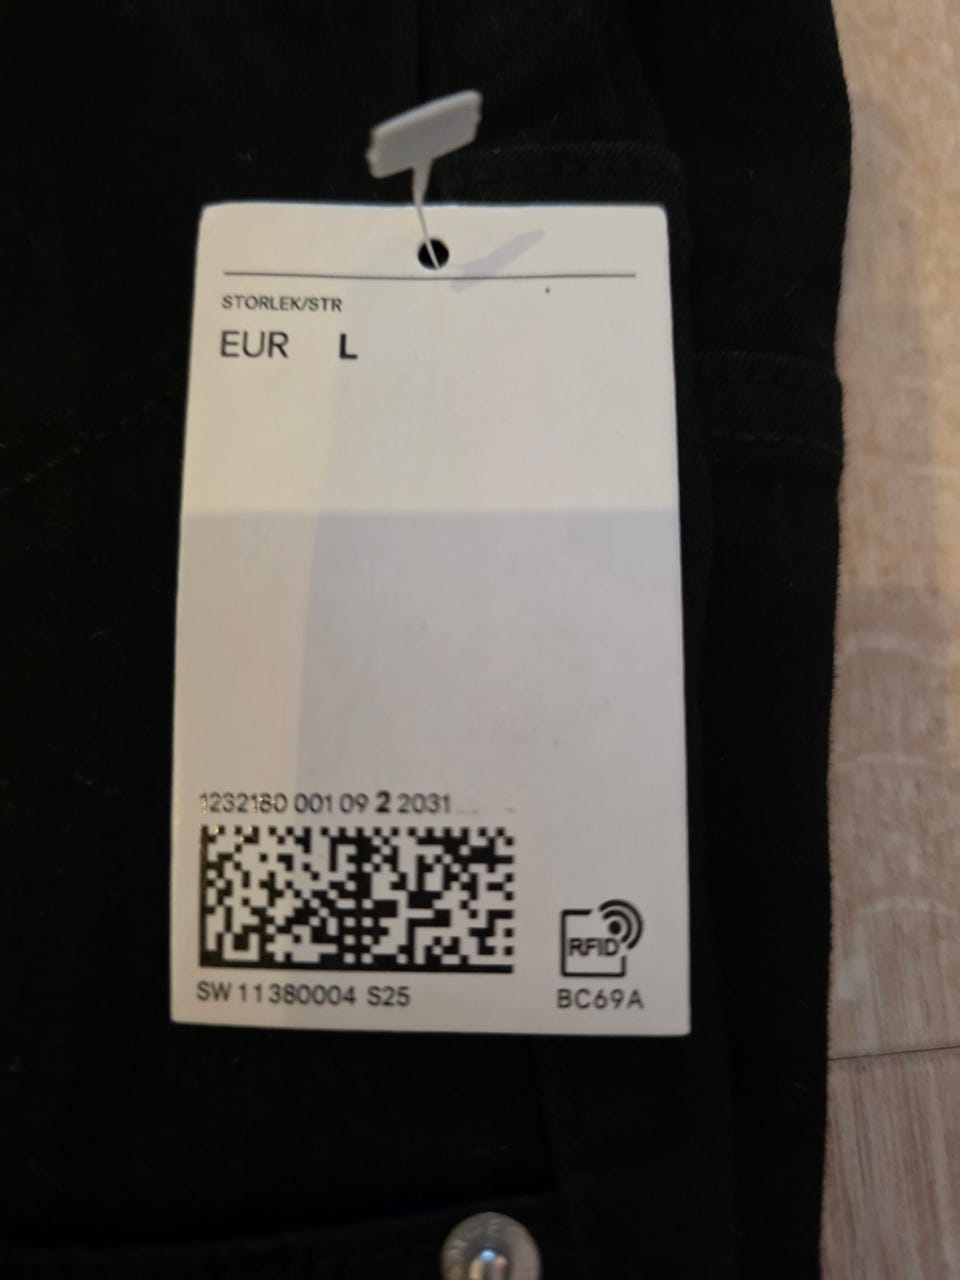 STORLEK/STR
EUR L
1232180 001 09 2 2031
SW 11380004 S25
RFID
BC69A